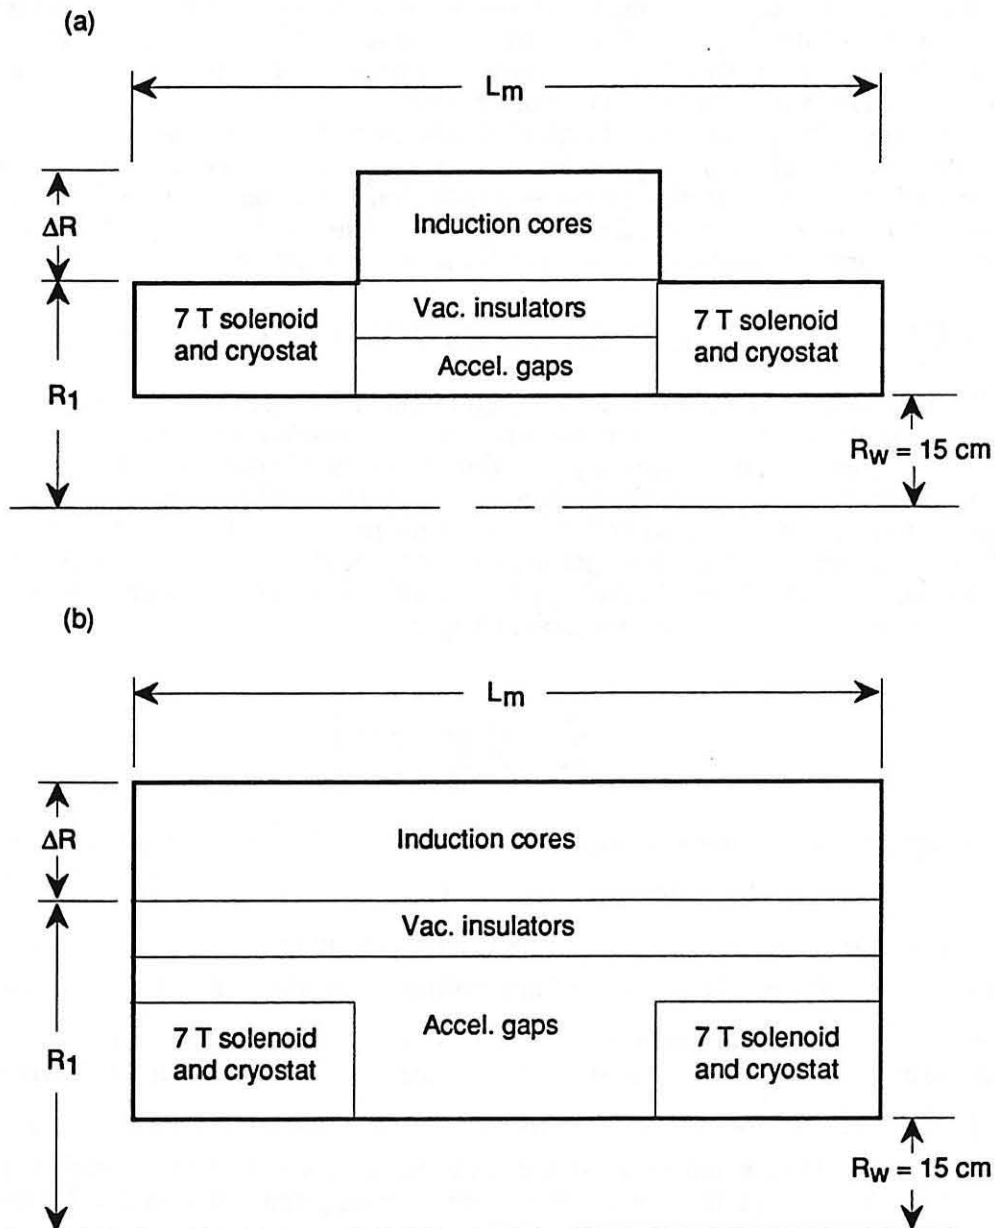 (a)
Lm
ΔR
Induction cores
7 T solenoid
and cryostat
Vac. insulators
7 T solenoid
and cryostat
Accel. gaps
R1
Rw = 15 cm
(b)
Lm
ΔR
Induction cores
Vac. insulators
7 T solenoid
and cryostat
Accel. gaps
7 T solenoid
and cryostat
R1
Rw = 15 cm